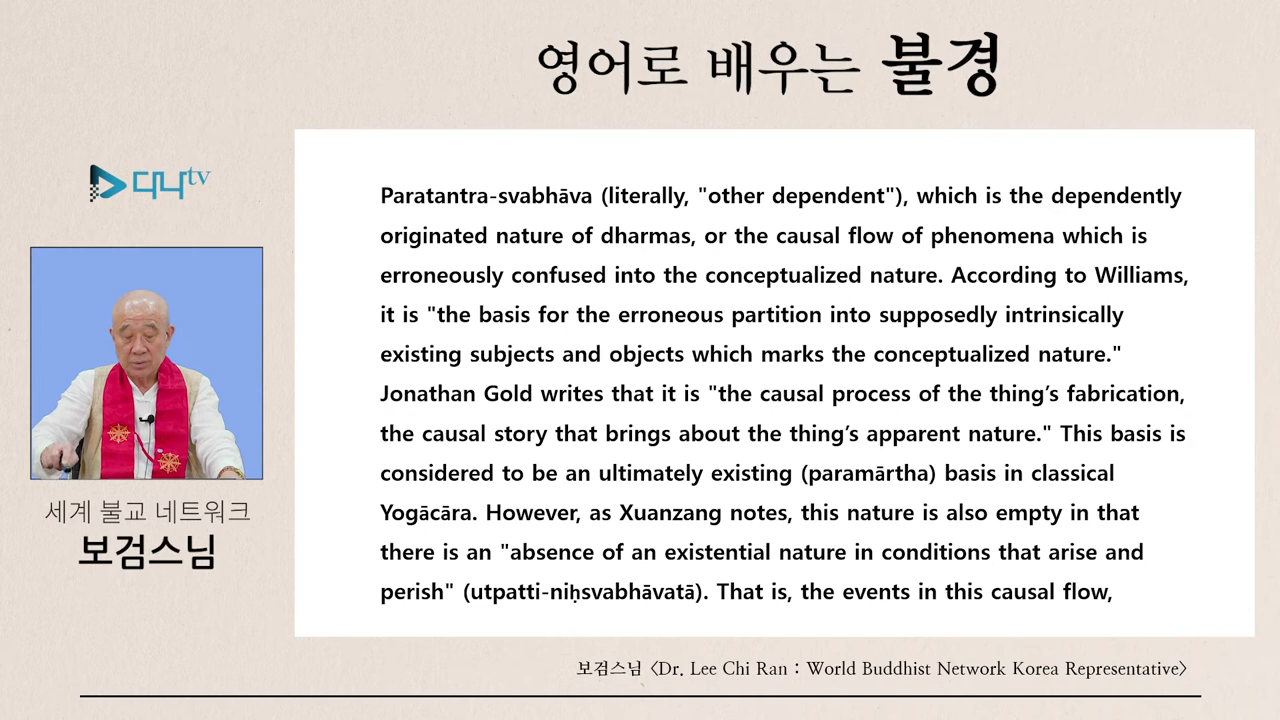 영어로 배우는 불경
디나tv
Paratantra-svabhāva (literally, "other dependent"), which is the dependently
originated nature of dharmas, or the causal flow of phenomena which is
erroneously confused into the conceptualized nature. According to Williams,
it is "the basis for the erroneous partition into supposedly intrinsically
existing subjects and objects which marks the conceptualized nature."
Jonathan Gold writes that it is "the causal process of the thing’s fabrication,
the causal story that brings about the thing’s apparent nature." This basis is
considered to be an ultimately existing (paramārtha) basis in classical
Yogācāra. However, as Xuanzang notes, this nature is also empty in that
there is an "absence of an existential nature in conditions that arise and
perish" (utpatti-niḥsvabhāvatā). That is, the events in this causal flow,
세계 불교 네트워크
보검스님
보겸스님 <Dr. Lee Chi Ran : World Buddhist Network Korea Representative>